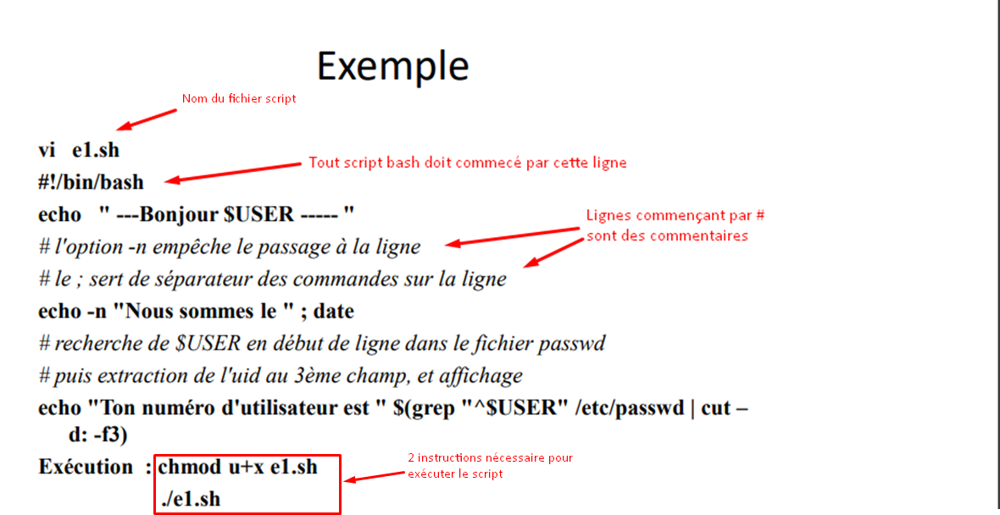 Exemple
Nom du fichier script
vi e1.sh
Tout script bash doit commecé par cette ligne
#!/bin/bash
echo " ---Bonjour $USER ----- "
Lignes commençant par #
sont des commentaires
# l'option -n empêche le passage à la ligne
# le ; sert de séparateur des commandes sur la ligne
echo -n "Nous sommes le " ; date
# recherche de $USER en début de ligne dans le fichier passwd
# puis extraction de l'uid au 3ème champ, et affichage
echo "Ton numéro d'utilisateur est " $(grep "^$USER" /etc/passwd | cut –
d: -f3)
Exécution : chmod u+x e1.sh
2 instructions nécessaire pour
exécuter le script
./e1.sh